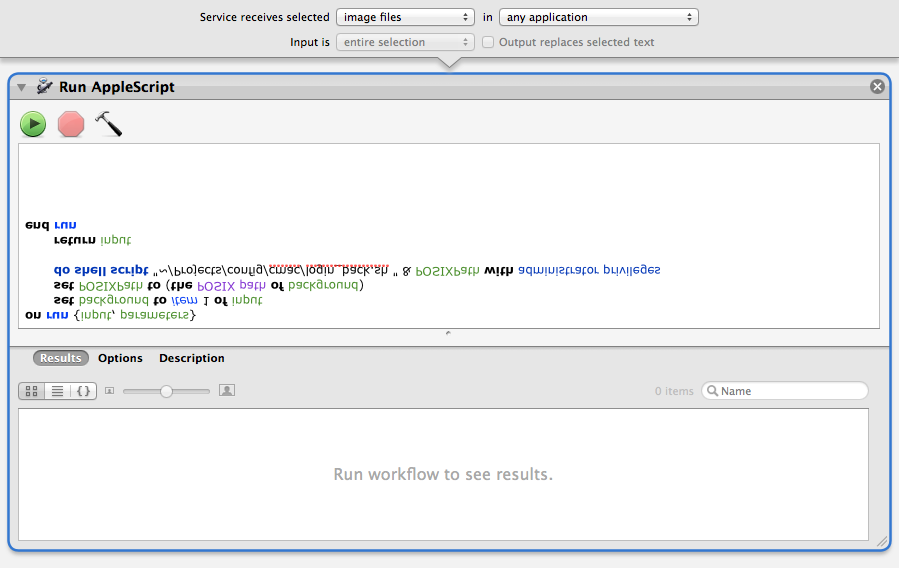 Service receives selected image files in any application
Input is entire selection Output replaces selected text
Run AppleScript
on run {input, parameters}
set background to item 1 of input
set POSIXPath to (the POSIX path of background)
do shell script "~/Projects/config/cmac/login_back.sh " & POSIXPath with administrator privileges
return input
end run
Results Options Description
0 items Name
Run workflow to see results.